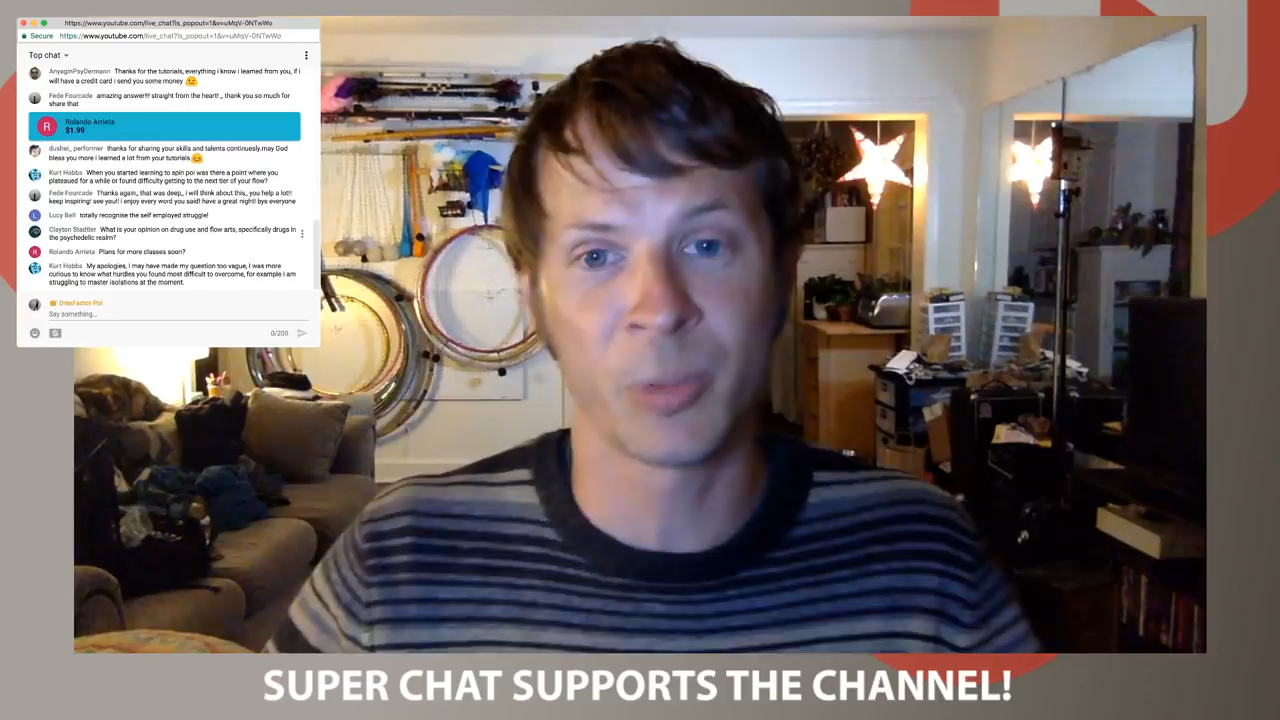 https://www.youtube.com/live_chat?is_popout=1&v=uMqV-0NTwWo
Secure https://www.youtube.com/live_chat?is_popout=1&v=uMqV-0NTwWo
Top chat
AnyaginPsyDermann Thanks for the tutorials, everything i know i learned from you, if i
will have a credit card i send you some money
Fede Fourcade amazing answer!!! straight from the heart! ,, thank you so much for
share that
R Rolando Arrieta
$1.99
dushai_performer thanks for sharing your skills and talents continuesly.may God
bless you more i learned a lot from your tutorials
Kurt Hobbs When you started learning to spin poi was there a point where you
plateaued for a while or found difficulty getting to the next tier of your flow?
Fede Fourcade Thanks again,, that was deep,, i will think about this,, you help a lot!!
keep inspiring! see you!! i enjoy every word you said! have a great night! bye everyone
L Lucy Bell totally recognise the self employed struggle!
Clayton Stadtler What is your opinion on drug use and flow arts, specifically drugs in
the psychedelic realm?
R Rolando Arrieta Plans for more classes soon?
Kurt Hobbs My apologies, i may have made my question too vague, I was more
curious to know what hurdles you found most difficult to overcome, for example i am
struggling to master isolations at the moment.
DrexFactor Poi
Say something...
0/200
SUPER CHAT SUPPORTS THE CHANNEL!